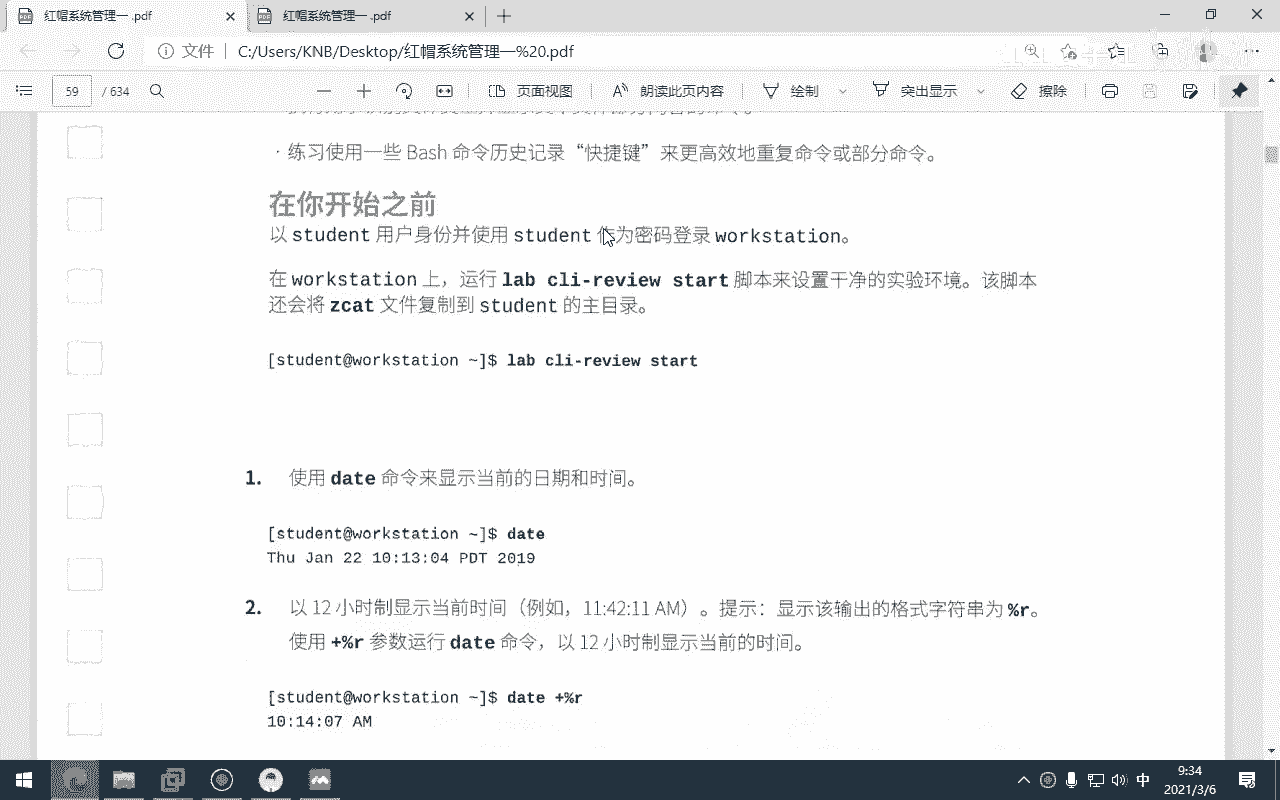 红帽系统管理一 .pdf
红帽系统管理一 .pdf
文件 | C:/Users/KNB/Desktop/红帽系统管理一%20.pdf
59 / 634 页面视图 朗读此页内容 绘制 突出显示 擦除
· 练习使用一些 Bash 命令历史记录“快捷键”来更高效地重复命令或部分命令。
在你开始之前
以 student 用户身份并使用 student 作为密码登录 workstation。
在 workstation 上，运行 lab cli-review start 脚本来设置干净的实验环境。该脚本
还会将 zcat 文件复制到 student 的主目录。
[student@workstation ~]$ lab cli-review start
1. 使用 date 命令来显示当前的日期和时间。
[student@workstation ~]$ date
Thu Jan 22 10:13:04 PDT 2019
2. 以 12 小时制显示当前时间（例如，11:42:11 AM）。提示：显示该输出的格式字符串为 %r。
使用 +%r 参数运行 date 命令，以 12 小时制显示当前的时间。
[student@workstation ~]$ date +%r
10:14:07 AM
中
9:34
2021/3/6